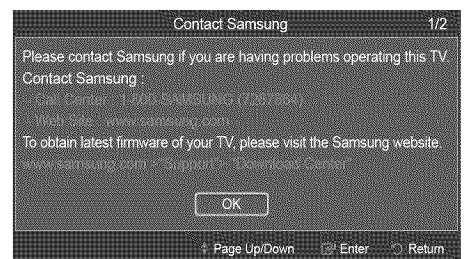 Contact Samsung 1/2
Please contact Samsung if you are having problems operating this TV.
Contact Samsung :
- Call Center : 1-800-SAMSUNG (7267864)
- Web Site : www.samsung.com
To obtain latest firmware of your TV, please visit the Samsung website.
www.samsung.com > "Support" > "Download Center"
OK
Page Up/Down Enter Return